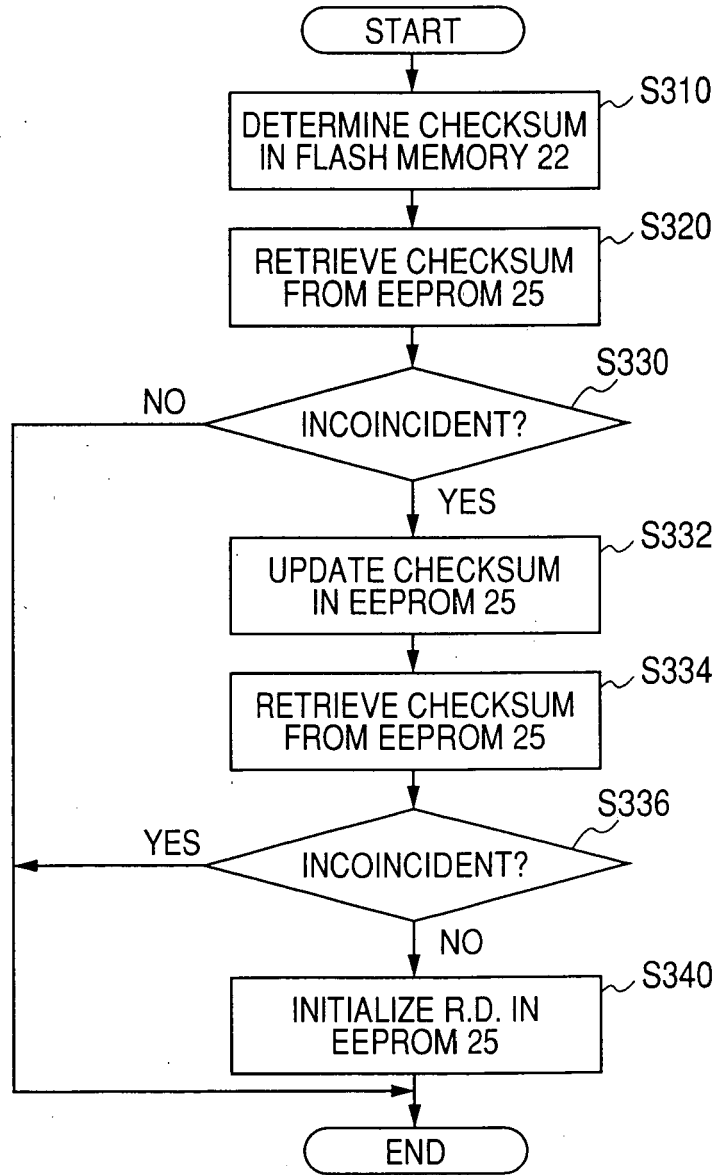 START
S310
DETERMINE CHECKSUM
IN FLASH MEMORY 22
S320
RETRIEVE CHECKSUM
FROM EEPROM 25
S330
NO
INCOINCIDENT?
YES
S332
UPDATE CHECKSUM
IN EEPROM 25
S334
RETRIEVE CHECKSUM
FROM EEPROM 25
S336
YES
INCOINCIDENT?
NO
S340
INITIALIZE R.D. IN
EEPROM 25
END